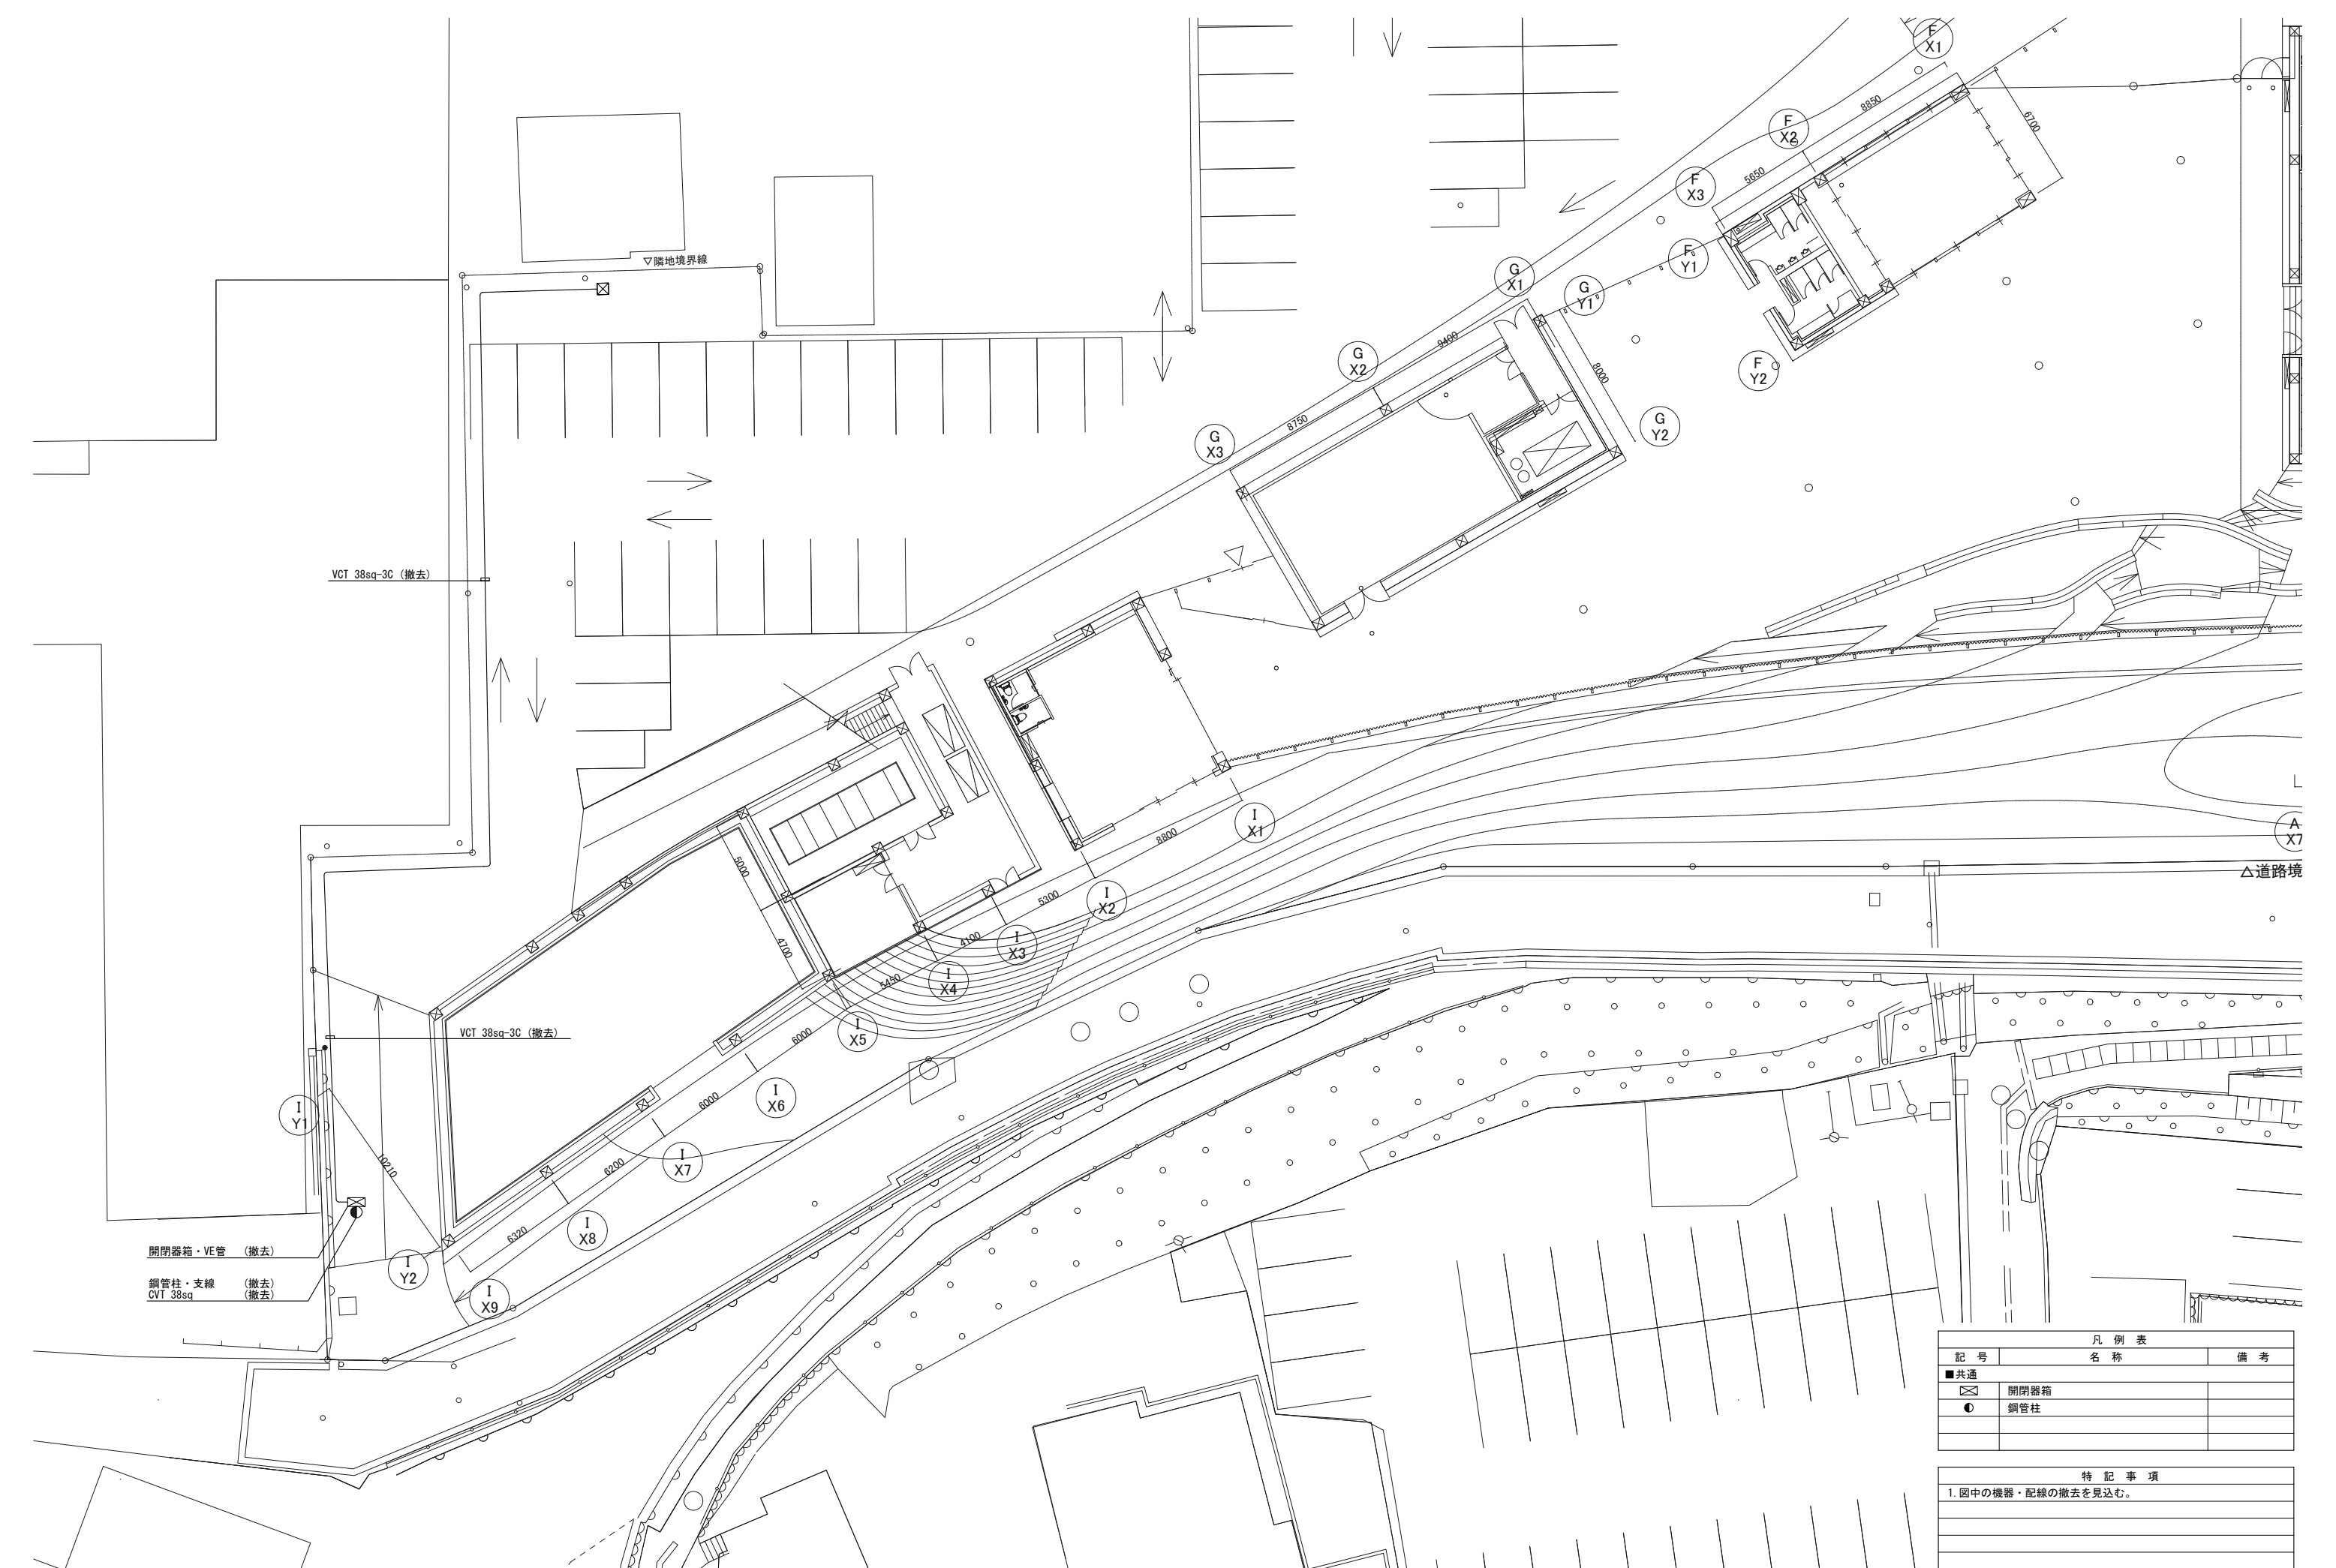 F
X1
8850
6700
F
X2
5650
F
X3
F
Y1
▽隣地境界線
G
X1
G
Y1
9400
G
X2
8000
F
Y2
8750
G
X3
G
Y2
VCT 38sq-3C (撤去)
I
X1
8800
A
X7
△道路境
5000
I
X2
5300
4700
4100
I
X3
5450
I
X4
VCT 38sq-3C (撤去)
6000
I
X5
6000
I
X6
I
Y1
10210
6200
I
X7
6320
I
X8
開閉器箱・VE管 (撤去)
鋼管柱・支線 (撤去)
CVT 38sq (撤去)
I
Y2
I
X9
凡 例 表
記 号 名 称 備 考
■共通
開閉器箱
鋼管柱
特 記 事 項
1. 図中の機器・配線の撤去を見込む。